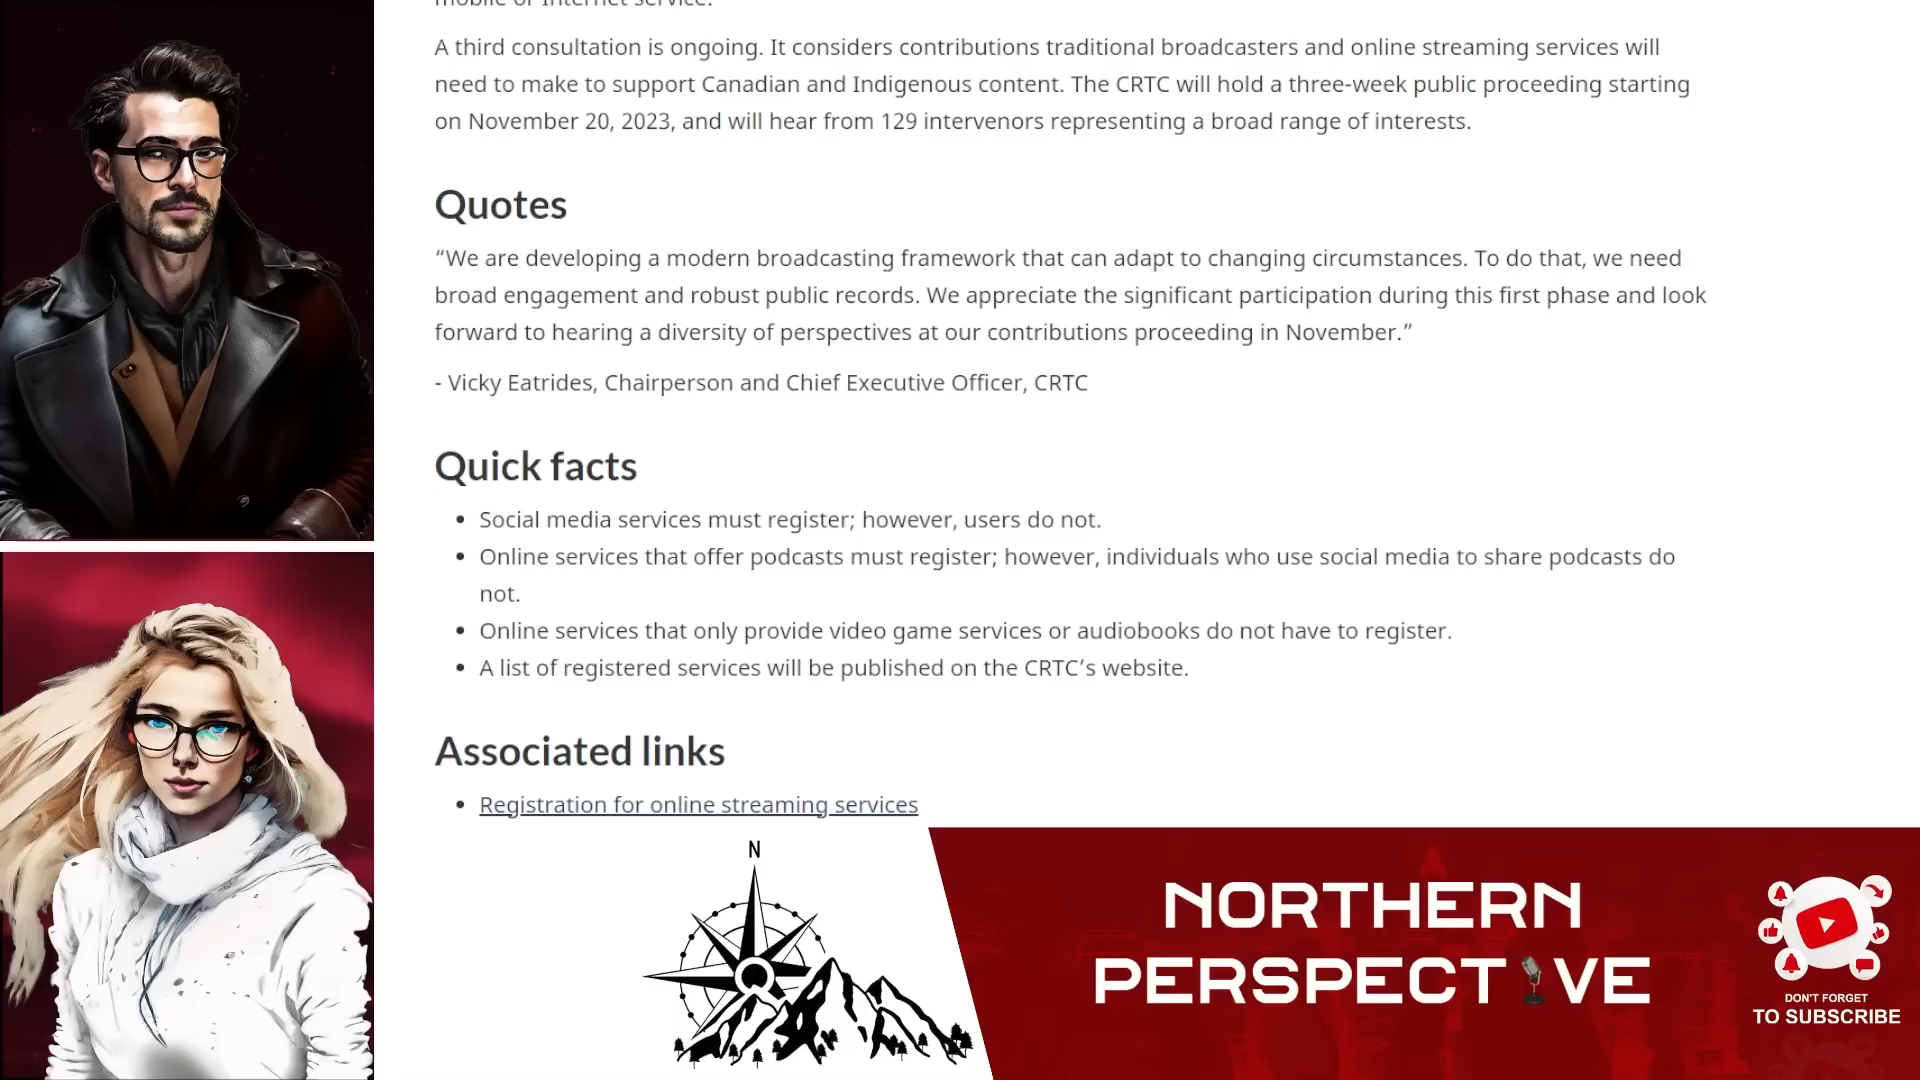 mobile or Internet service.
A third consultation is ongoing. It considers contributions traditional broadcasters and online streaming services will
need to make to support Canadian and Indigenous content. The CRTC will hold a three-week public proceeding starting
on November 20, 2023, and will hear from 129 intervenors representing a broad range of interests.
Quotes
“We are developing a modern broadcasting framework that can adapt to changing circumstances. To do that, we need
broad engagement and robust public records. We appreciate the significant participation during this first phase and look
forward to hearing a diversity of perspectives at our contributions proceeding in November.”
- Vicky Eatrides, Chairperson and Chief Executive Officer, CRTC
Quick facts
• Social media services must register; however, users do not.
• Online services that offer podcasts must register; however, individuals who use social media to share podcasts do
not.
• Online services that only provide video game services or audiobooks do not have to register.
• A list of registered services will be published on the CRTC’s website.
Associated links
• Registration for online streaming services
N
NORTHERN
PERSPECTIVE
DON'T FORGET
TO SUBSCRIBE